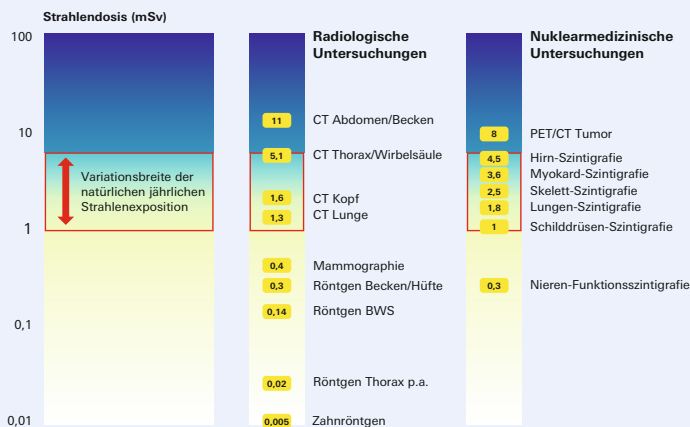 Strahlendosis (mSv)
100
10
1
0,1
0,01
Variationsbreite der
natürlichen jährlichen
Strahlenexposition
Radiologische
Untersuchungen
11 CT Abdomen/Becken
5,1 CT Thorax/Wirbelsäule
1,6 CT Kopf
1,3 CT Lunge
0,4 Mammographie
0,3 Röntgen Becken/Hüfte
0,14 Röntgen BWS
0,02 Röntgen Thorax p.a.
0,005 Zahnröntgen
Nuklearmedizinische
Untersuchungen
8 PET/CT Tumor
4,5 Hirn-Szintigrafie
3,6 Myokard-Szintigrafie
2,5 Skelett-Szintigrafie
1,8 Lungen-Szintigrafie
1 Schilddrüsen-Szintigrafie
0,3 Nieren-Funktionsszintigrafie